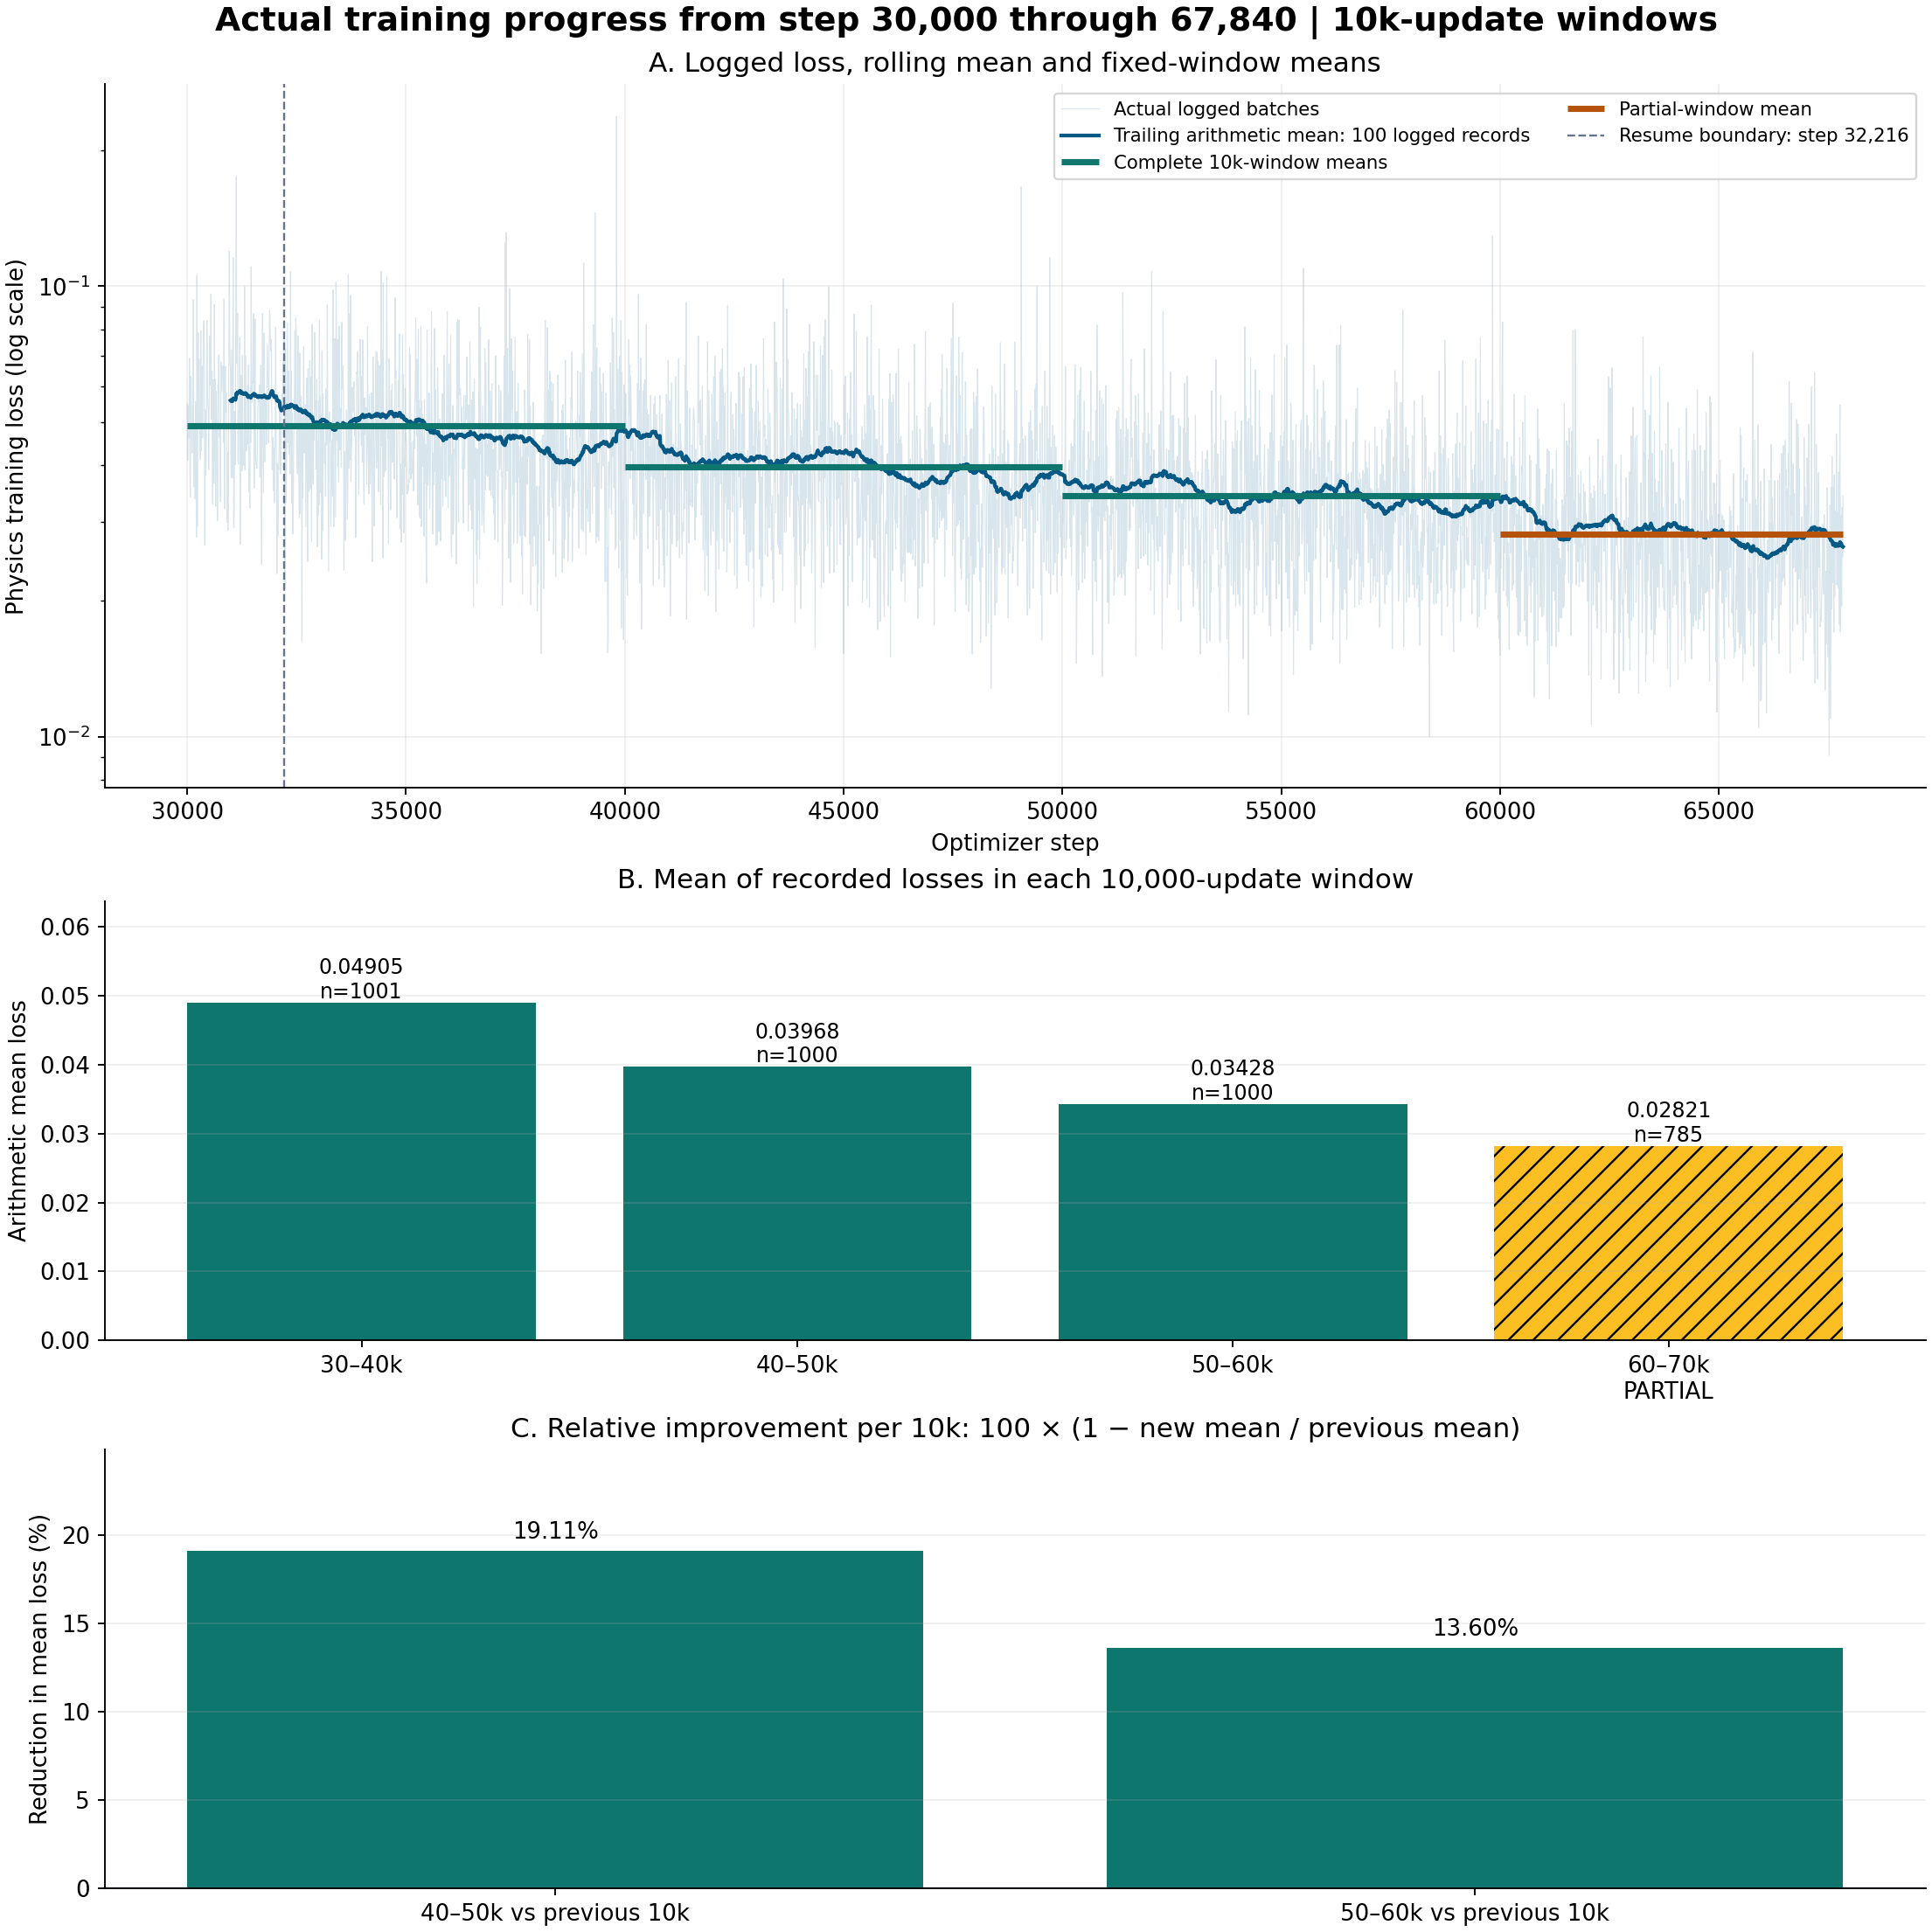 Actual training progress from step 30,000 through 67,840 | 10k-update windows
A. Logged loss, rolling mean and fixed-window means
Actual logged batches
Trailing arithmetic mean: 100 logged records
Complete 10k-window means
Partial-window mean
Resume boundary: step 32,216
Physics training loss (log scale)
10⁻¹
10⁻²
30000 35000 40000 45000 50000 55000 60000 65000
Optimizer step
B. Mean of recorded losses in each 10,000-update window
Arithmetic mean loss
0.06
0.05
0.04
0.03
0.02
0.01
0.00
0.04905
n=1001
0.03968
n=1000
0.03428
n=1000
0.02821
n=785
30–40k 40–50k 50–60k 60–70k
PARTIAL
C. Relative improvement per 10k: 100 × (1 − new mean / previous mean)
Reduction in mean loss (%)
20
15
10
5
0
19.11%
13.60%
40–50k vs previous 10k 50–60k vs previous 10k